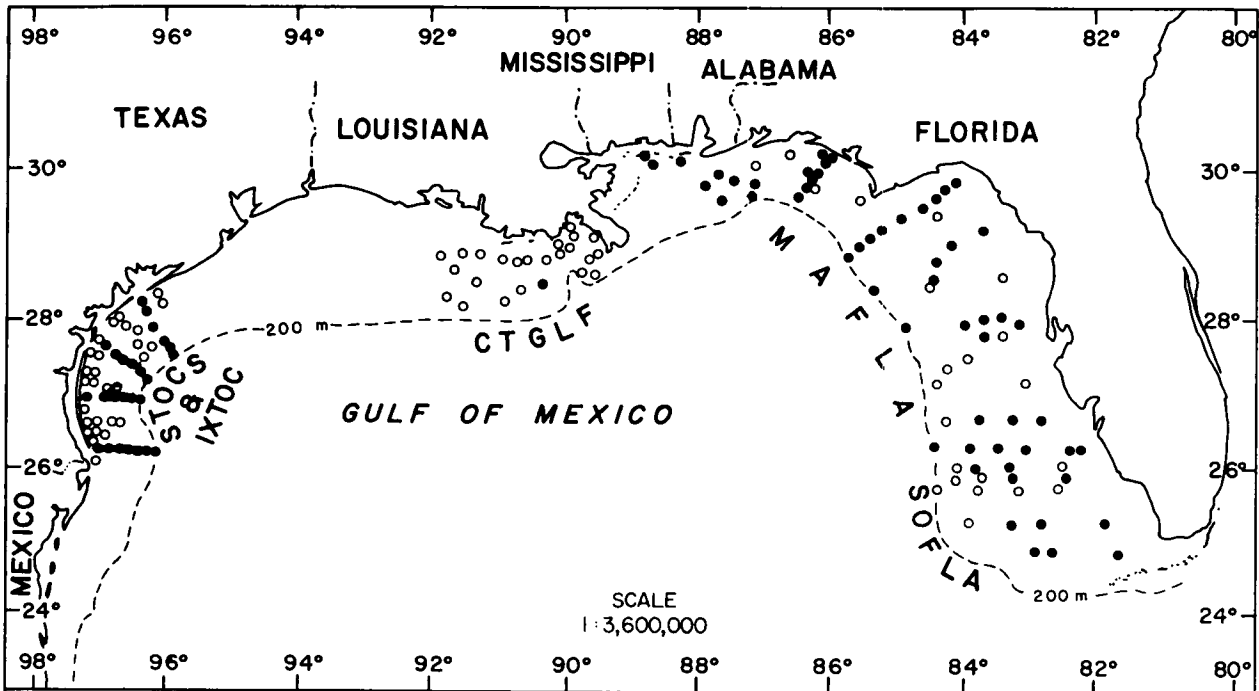 98° 96° 94° 92° 90° 88° 86° 84° 82° 80°
MISSISSIPPI
ALABAMA
TEXAS
LOUISIANA
FLORIDA
30° 30°
28° 28°
200 m
CTGLF
MAFLA
STOCS
&
IXTOC
GULF OF MEXICO
26° 26°
MEXICO
SOFLA
200 m
24° 24°
SCALE
1:3,600,000
98° 96° 94° 92° 90° 88° 86° 84° 82° 80°